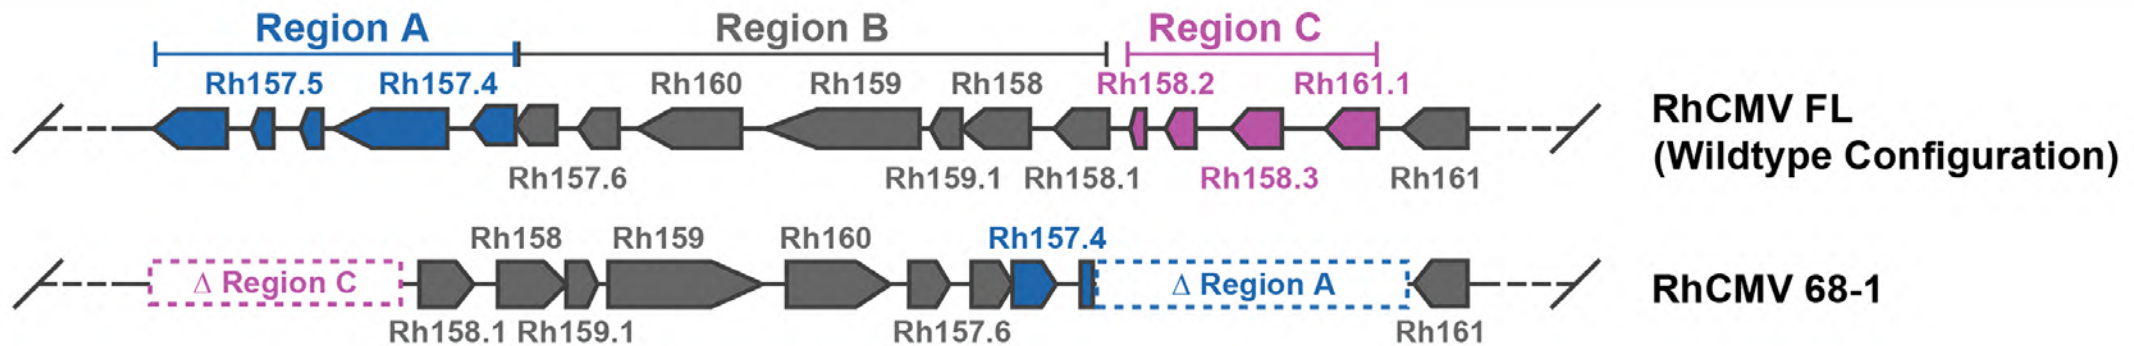 Region A Region B Region C
Rh157.5 Rh157.4 Rh160 Rh159 Rh158 Rh158.2 Rh161.1
RhCMV FL
(Wildtype Configuration)
Rh157.6 Rh159.1 Rh158.1 Rh158.3 Rh161
Rh158 Rh159 Rh160 Rh157.4
Δ Region C Δ Region A
RhCMV 68-1
Rh158.1 Rh159.1 Rh157.6 Rh161